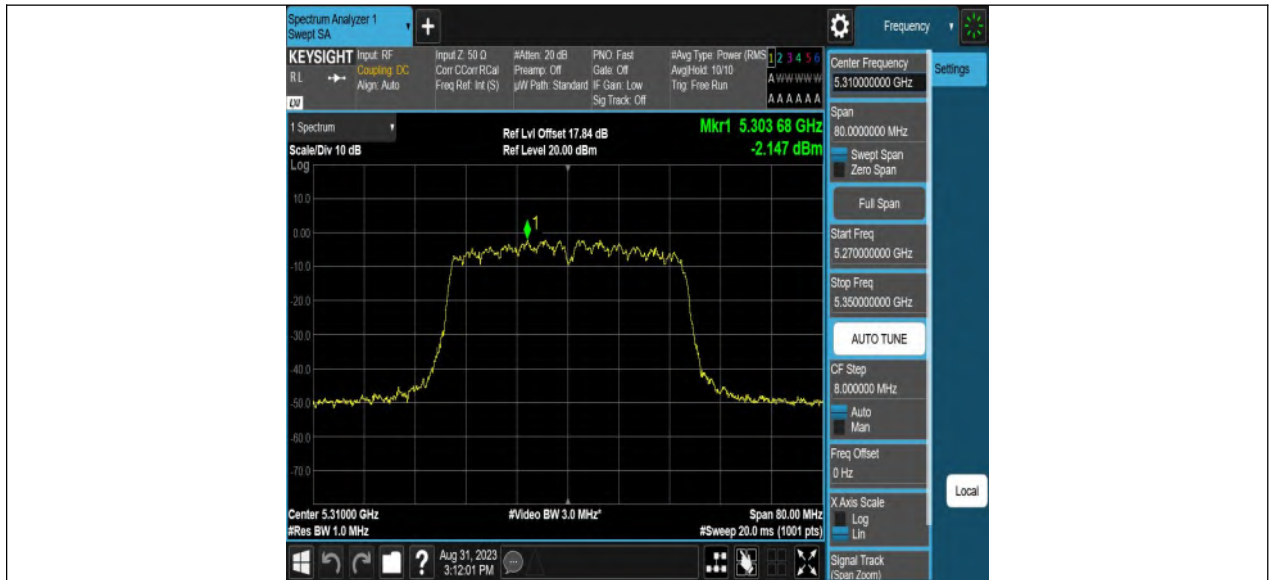 Spectrum Analyzer 1
Swept SA
+
Frequency
KEYSIGHT
RL
LXI
Input: RF
Coupling: DC
Align: Auto
Input Z: 50 Ω
Corr CCorr RCal
Freq Ref: Int (S)
#Atten: 20 dB
Preamp: Off
µW Path: Standard
PNO: Fast
Gate: Off
IF Gain: Low
Sig Track: Off
#Avg Type: Power (RMS
Avg|Hold: 10/10
Trig: Free Run
1 2 3 4 5 6
A W W W W W
A A A A A A
1 Spectrum
Scale/Div 10 dB
Log
Ref Lvl Offset 17.84 dB
Ref Level 20.00 dBm
Mkr1 5.303 68 GHz
-2.147 dBm
10.0
0.00
-10.0
-20.0
-30.0
-40.0
-50.0
-60.0
-70.0
1
Center 5.31000 GHz
#Res BW 1.0 MHz
#Video BW 3.0 MHz*
Span 80.00 MHz
#Sweep 20.0 ms (1001 pts)
?
Aug 31, 2023
3:12:01 PM
Center Frequency
5.310000000 GHz
Span
80.0000000 MHz
Swept Span
Zero Span
Full Span
Start Freq
5.270000000 GHz
Stop Freq
5.350000000 GHz
AUTO TUNE
CF Step
8.000000 MHz
Auto
Man
Freq Offset
0 Hz
X Axis Scale
Log
Lin
Signal Track
(Span Zoom)
Settings
Local